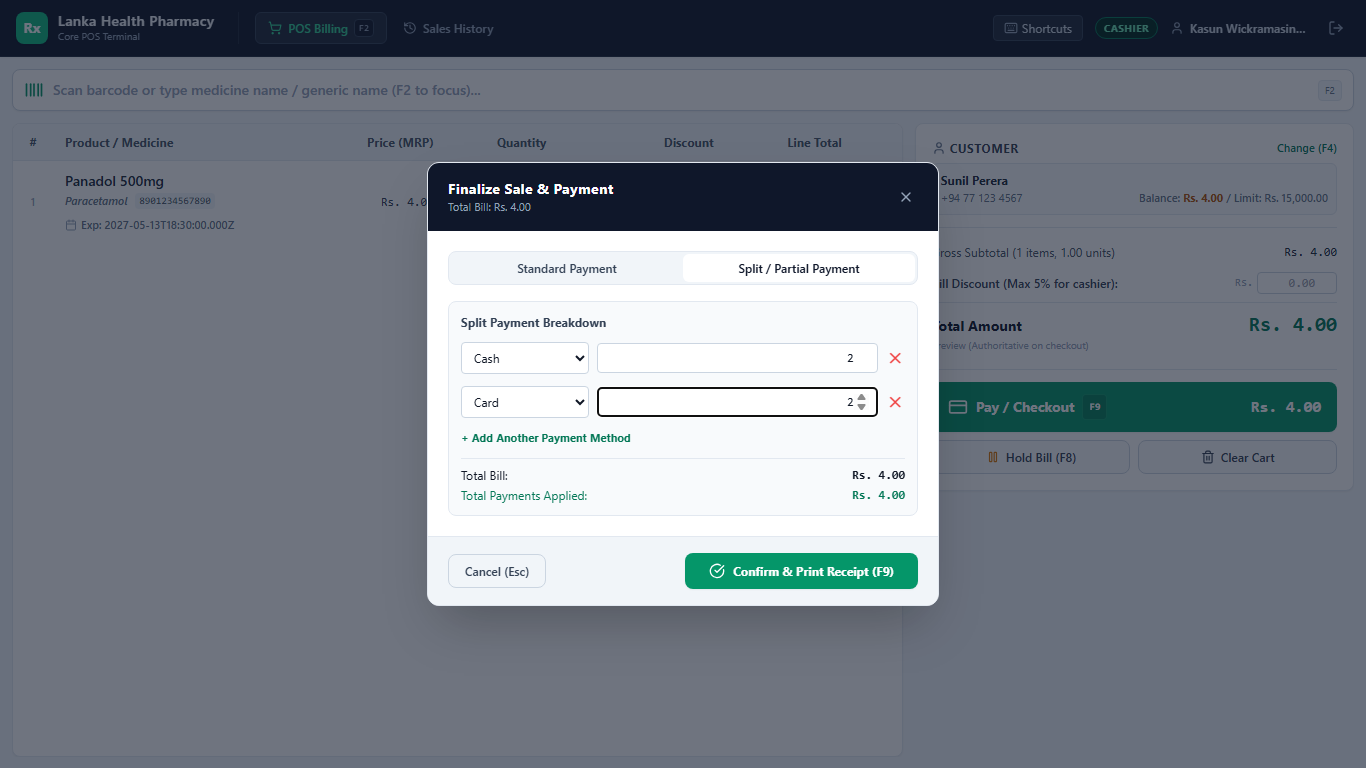 Rx Lanka Health Pharmacy
Core POS Terminal
POS Billing F2
Sales History
Shortcuts
CASHIER
Kasun Wickramasin...
Scan barcode or type medicine name / generic name (F2 to focus)...
F2
# Product / Medicine Price (MRP) Quantity Discount Line Total
1 Panadol 500mg
Paracetamol 8901234567890
Rs. 4.0
Exp: 2027-05-13T18:30:00.000Z
CUSTOMER
Change (F4)
Sunil Perera
+94 77 123 4567
Balance: Rs. 4.00 / Limit: Rs. 15,000.00
ross Subtotal (1 items, 1.00 units) Rs. 4.00
ill Discount (Max 5% for cashier): Rs. 0.00
otal Amount Rs. 4.00
review (Authoritative on checkout)
Pay / Checkout F9 Rs. 4.00
Hold Bill (F8)
Clear Cart
Finalize Sale & Payment
Total Bill: Rs. 4.00
Standard Payment
Split / Partial Payment
Split Payment Breakdown
Cash 2
Card 2
+ Add Another Payment Method
Total Bill: Rs. 4.00
Total Payments Applied: Rs. 4.00
Cancel (Esc)
Confirm & Print Receipt (F9)